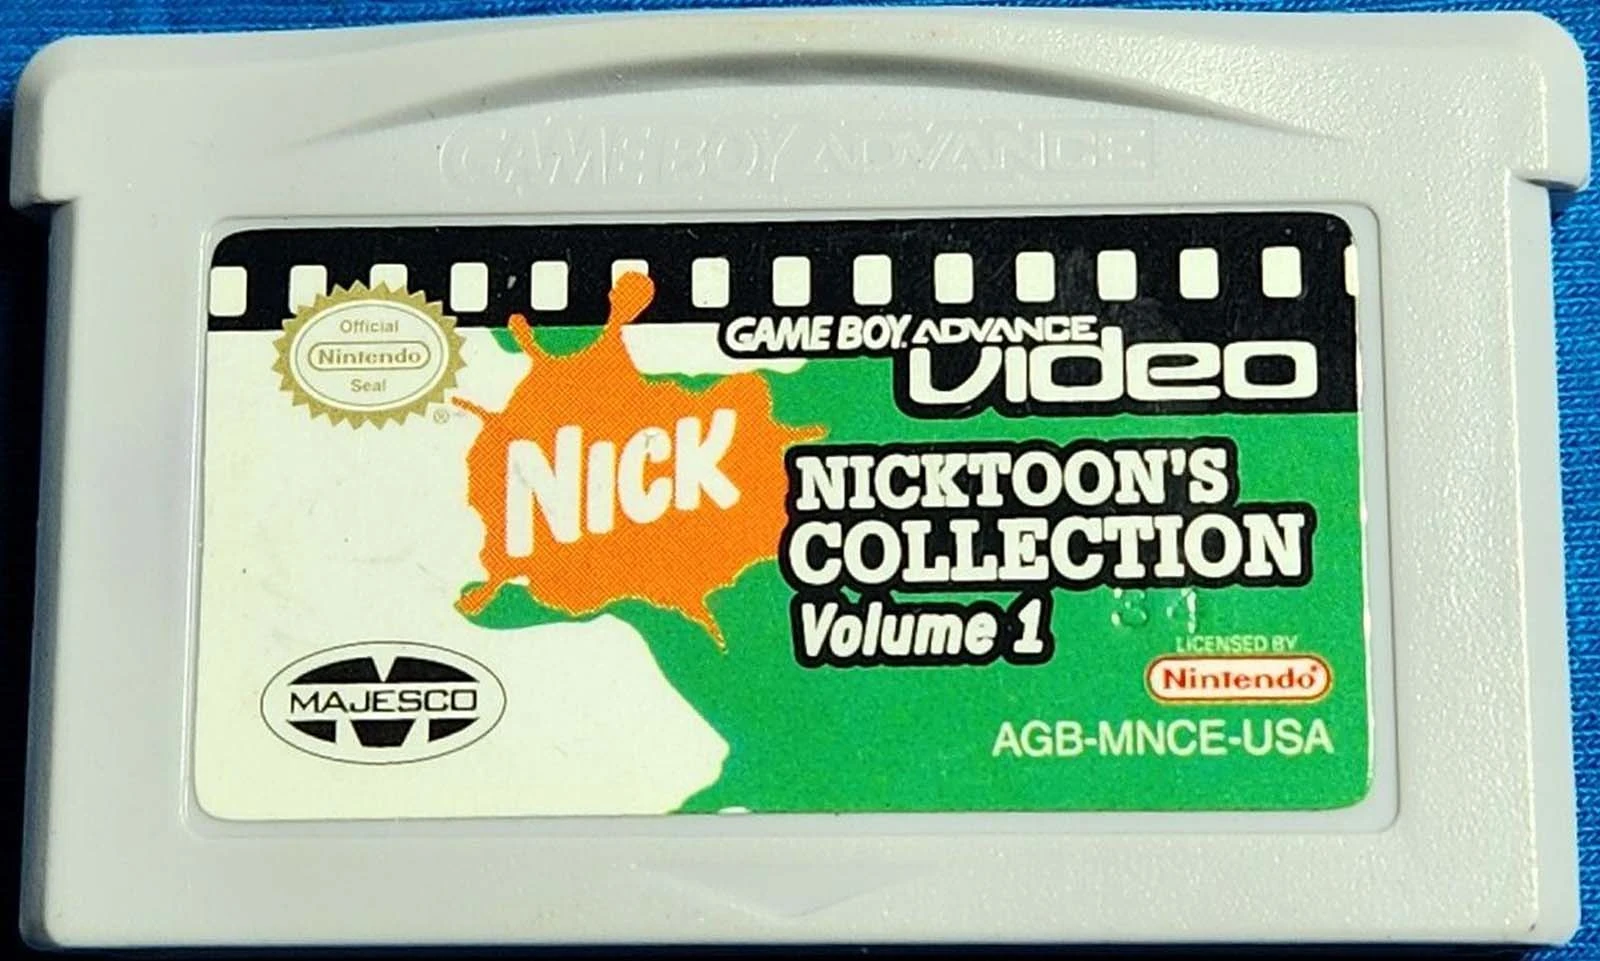 GAME BOY ADVANCE
Official
Nintendo
Seal
®
GAME BOY ADVANCE
video
NICK
NICKTOON'S
COLLECTION
Volume 1
34
LICENSED BY
Nintendo®
MAJESCO
AGB-MNCE-USA